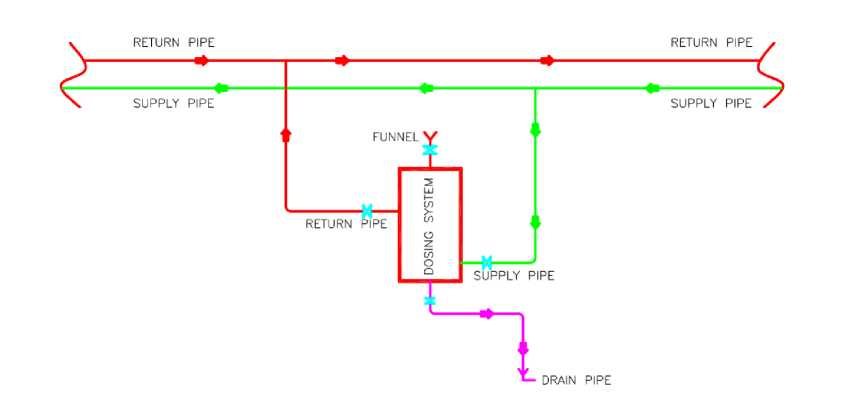 RETURN PIPE
RETURN PIPE
SUPPLY PIPE
SUPPLY PIPE
FUNNEL
DOSING SYSTEM
RETURN PIPE
SUPPLY PIPE
DRAIN PIPE